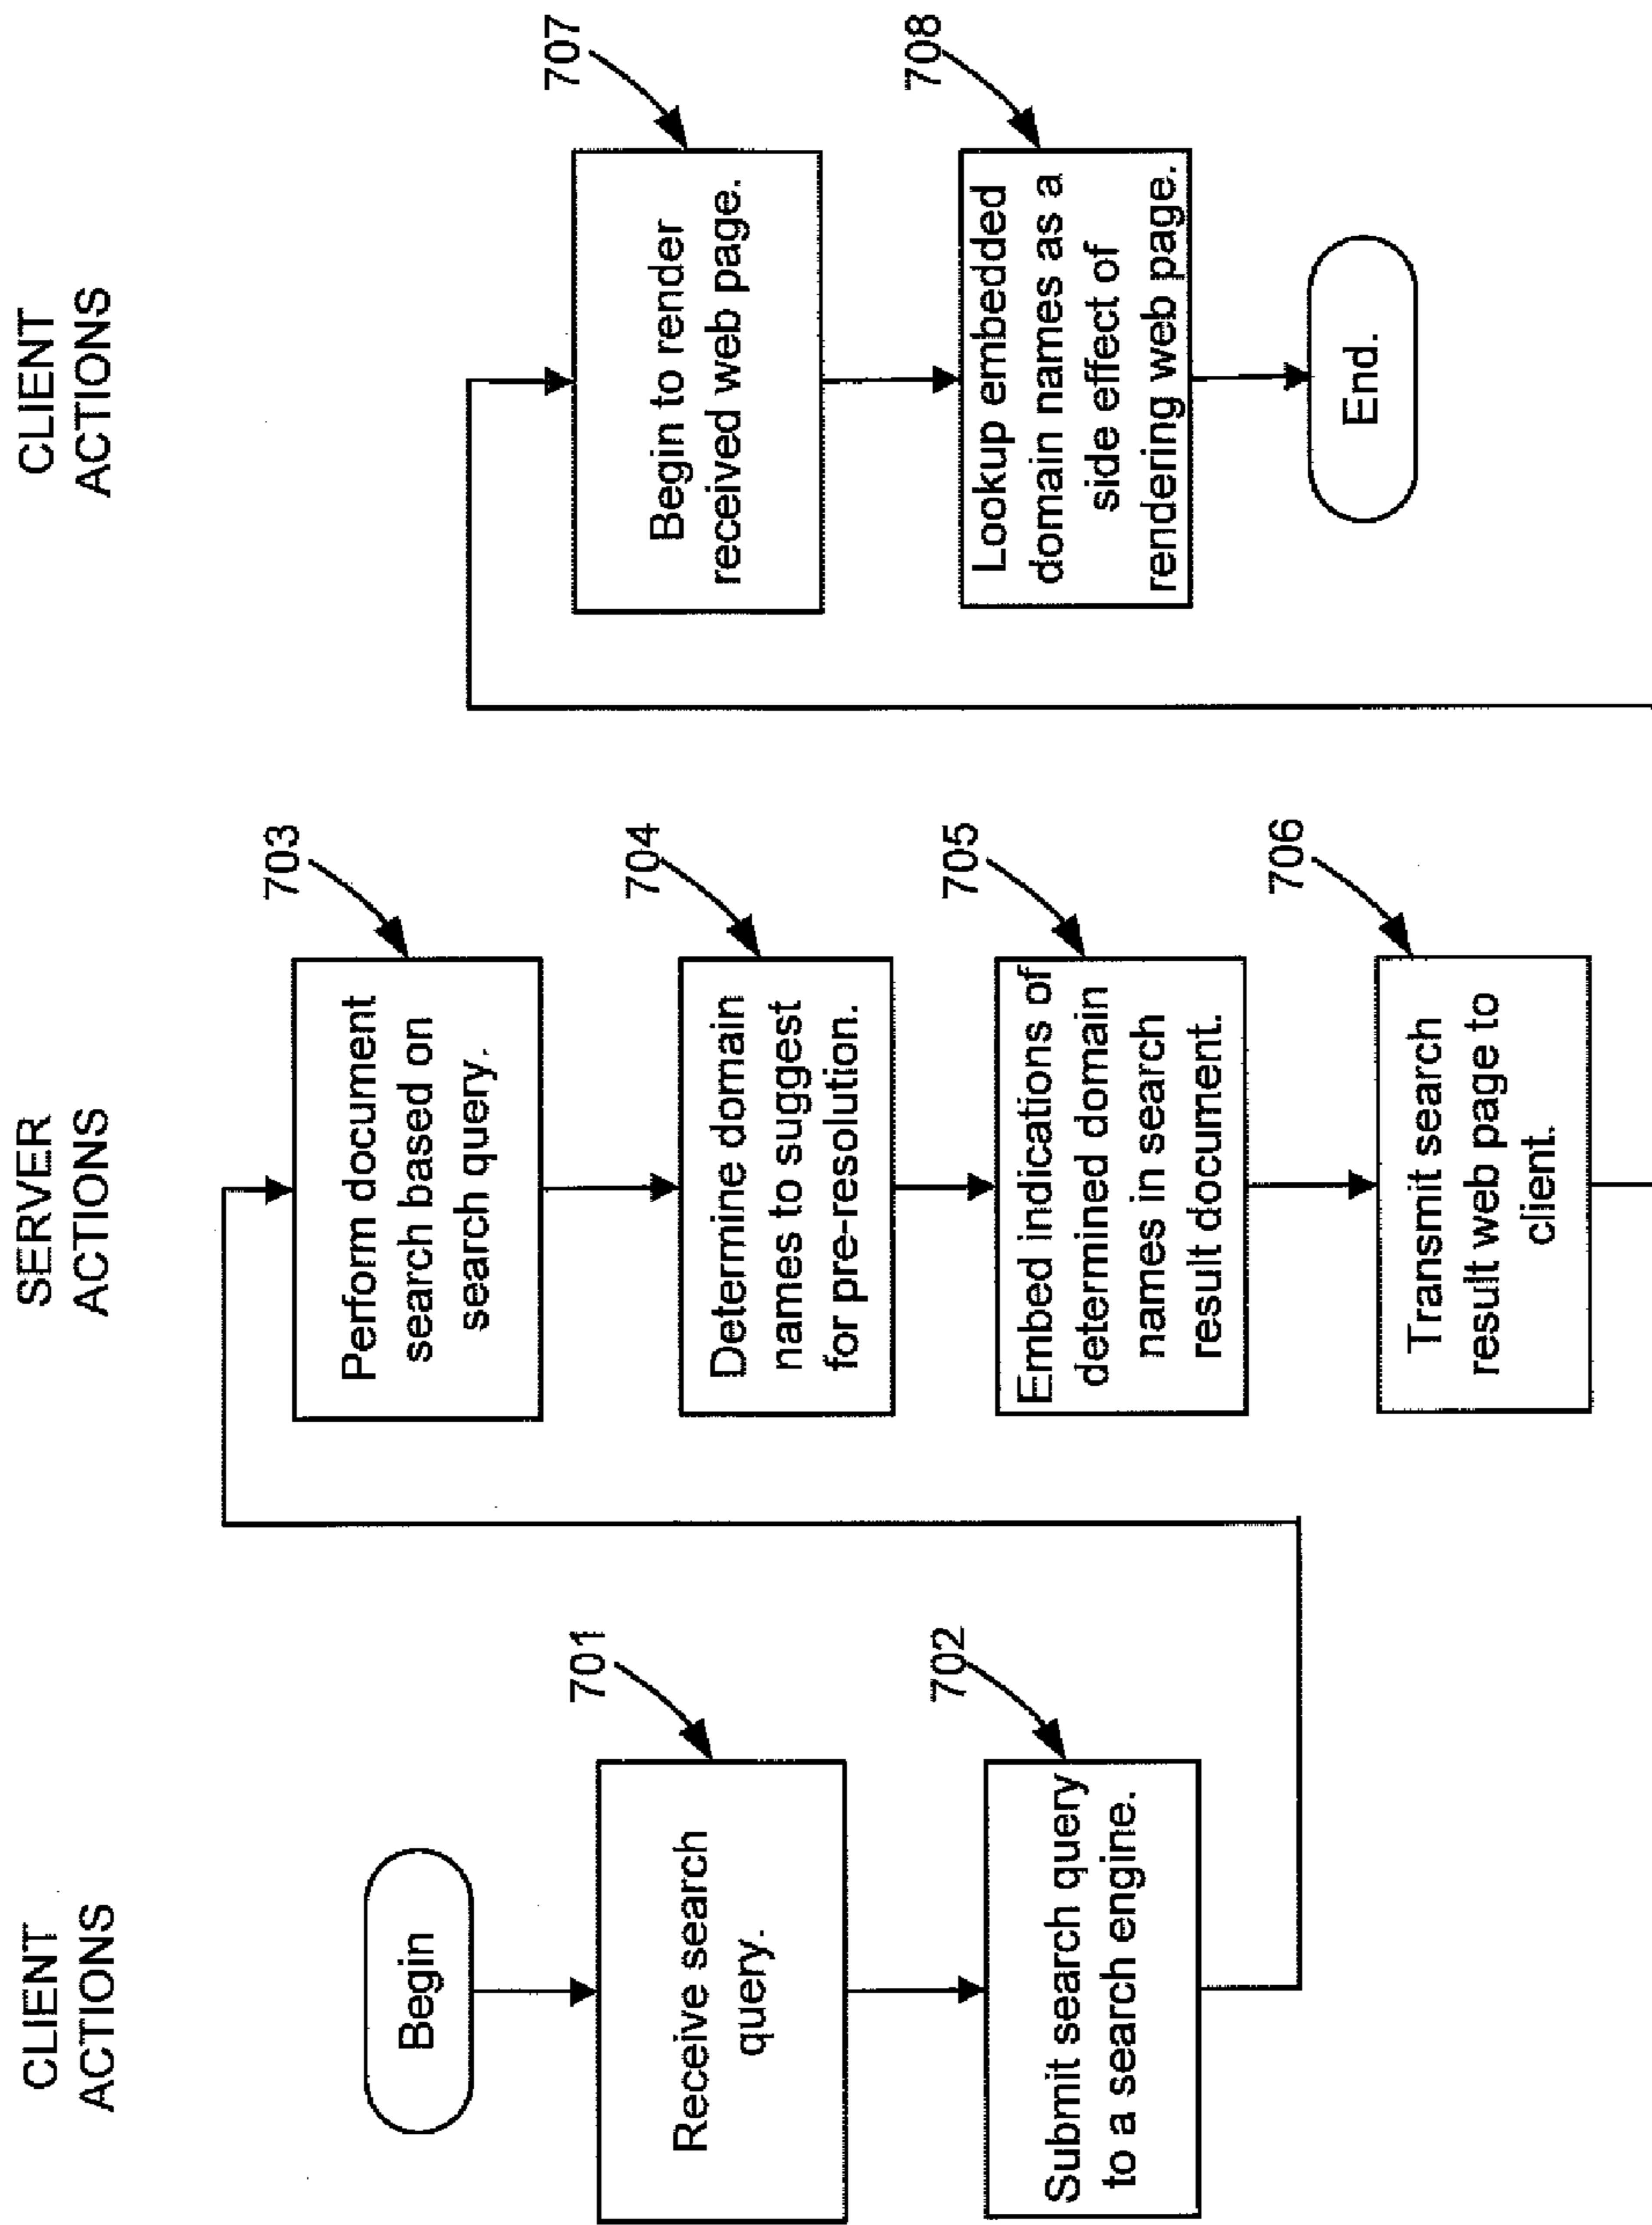 CLIENT
ACTIONS
Begin
701
Receive search
query.
702
Submit search query
to a search engine.
SERVER
ACTIONS
703
Perform document
search based on
search query.
704
Determine domain
names to suggest
for pre-resolution.
705
Embed indications of
determined domain
names in search
result document.
706
Transmit search
result web page to
client.
CLIENT
ACTIONS
707
Begin to render
received web page.
708
Lookup embedded
domain names as a
side effect of
rendering web page.
End.